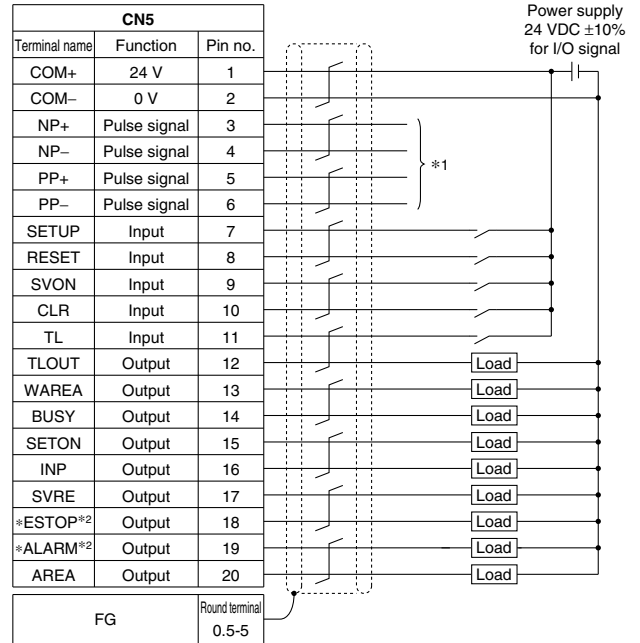 Power supply
24 VDC ±10%
for I/O signal
CN5
Terminal name Function Pin no.
COM+ 24 V 1
COM− 0 V 2
NP+ Pulse signal 3
NP− Pulse signal 4
PP+ Pulse signal 5
PP− Pulse signal 6
*1
SETUP Input 7
RESET Input 8
SVON Input 9
CLR Input 10
TL Input 11
TLOUT Output 12 Load
WAREA Output 13 Load
BUSY Output 14 Load
SETON Output 15 Load
INP Output 16 Load
SVRE Output 17 Load
*ESTOP*2 Output 18 Load
*ALARM*2 Output 19 Load
AREA Output 20 Load
FG Round terminal
0.5-5